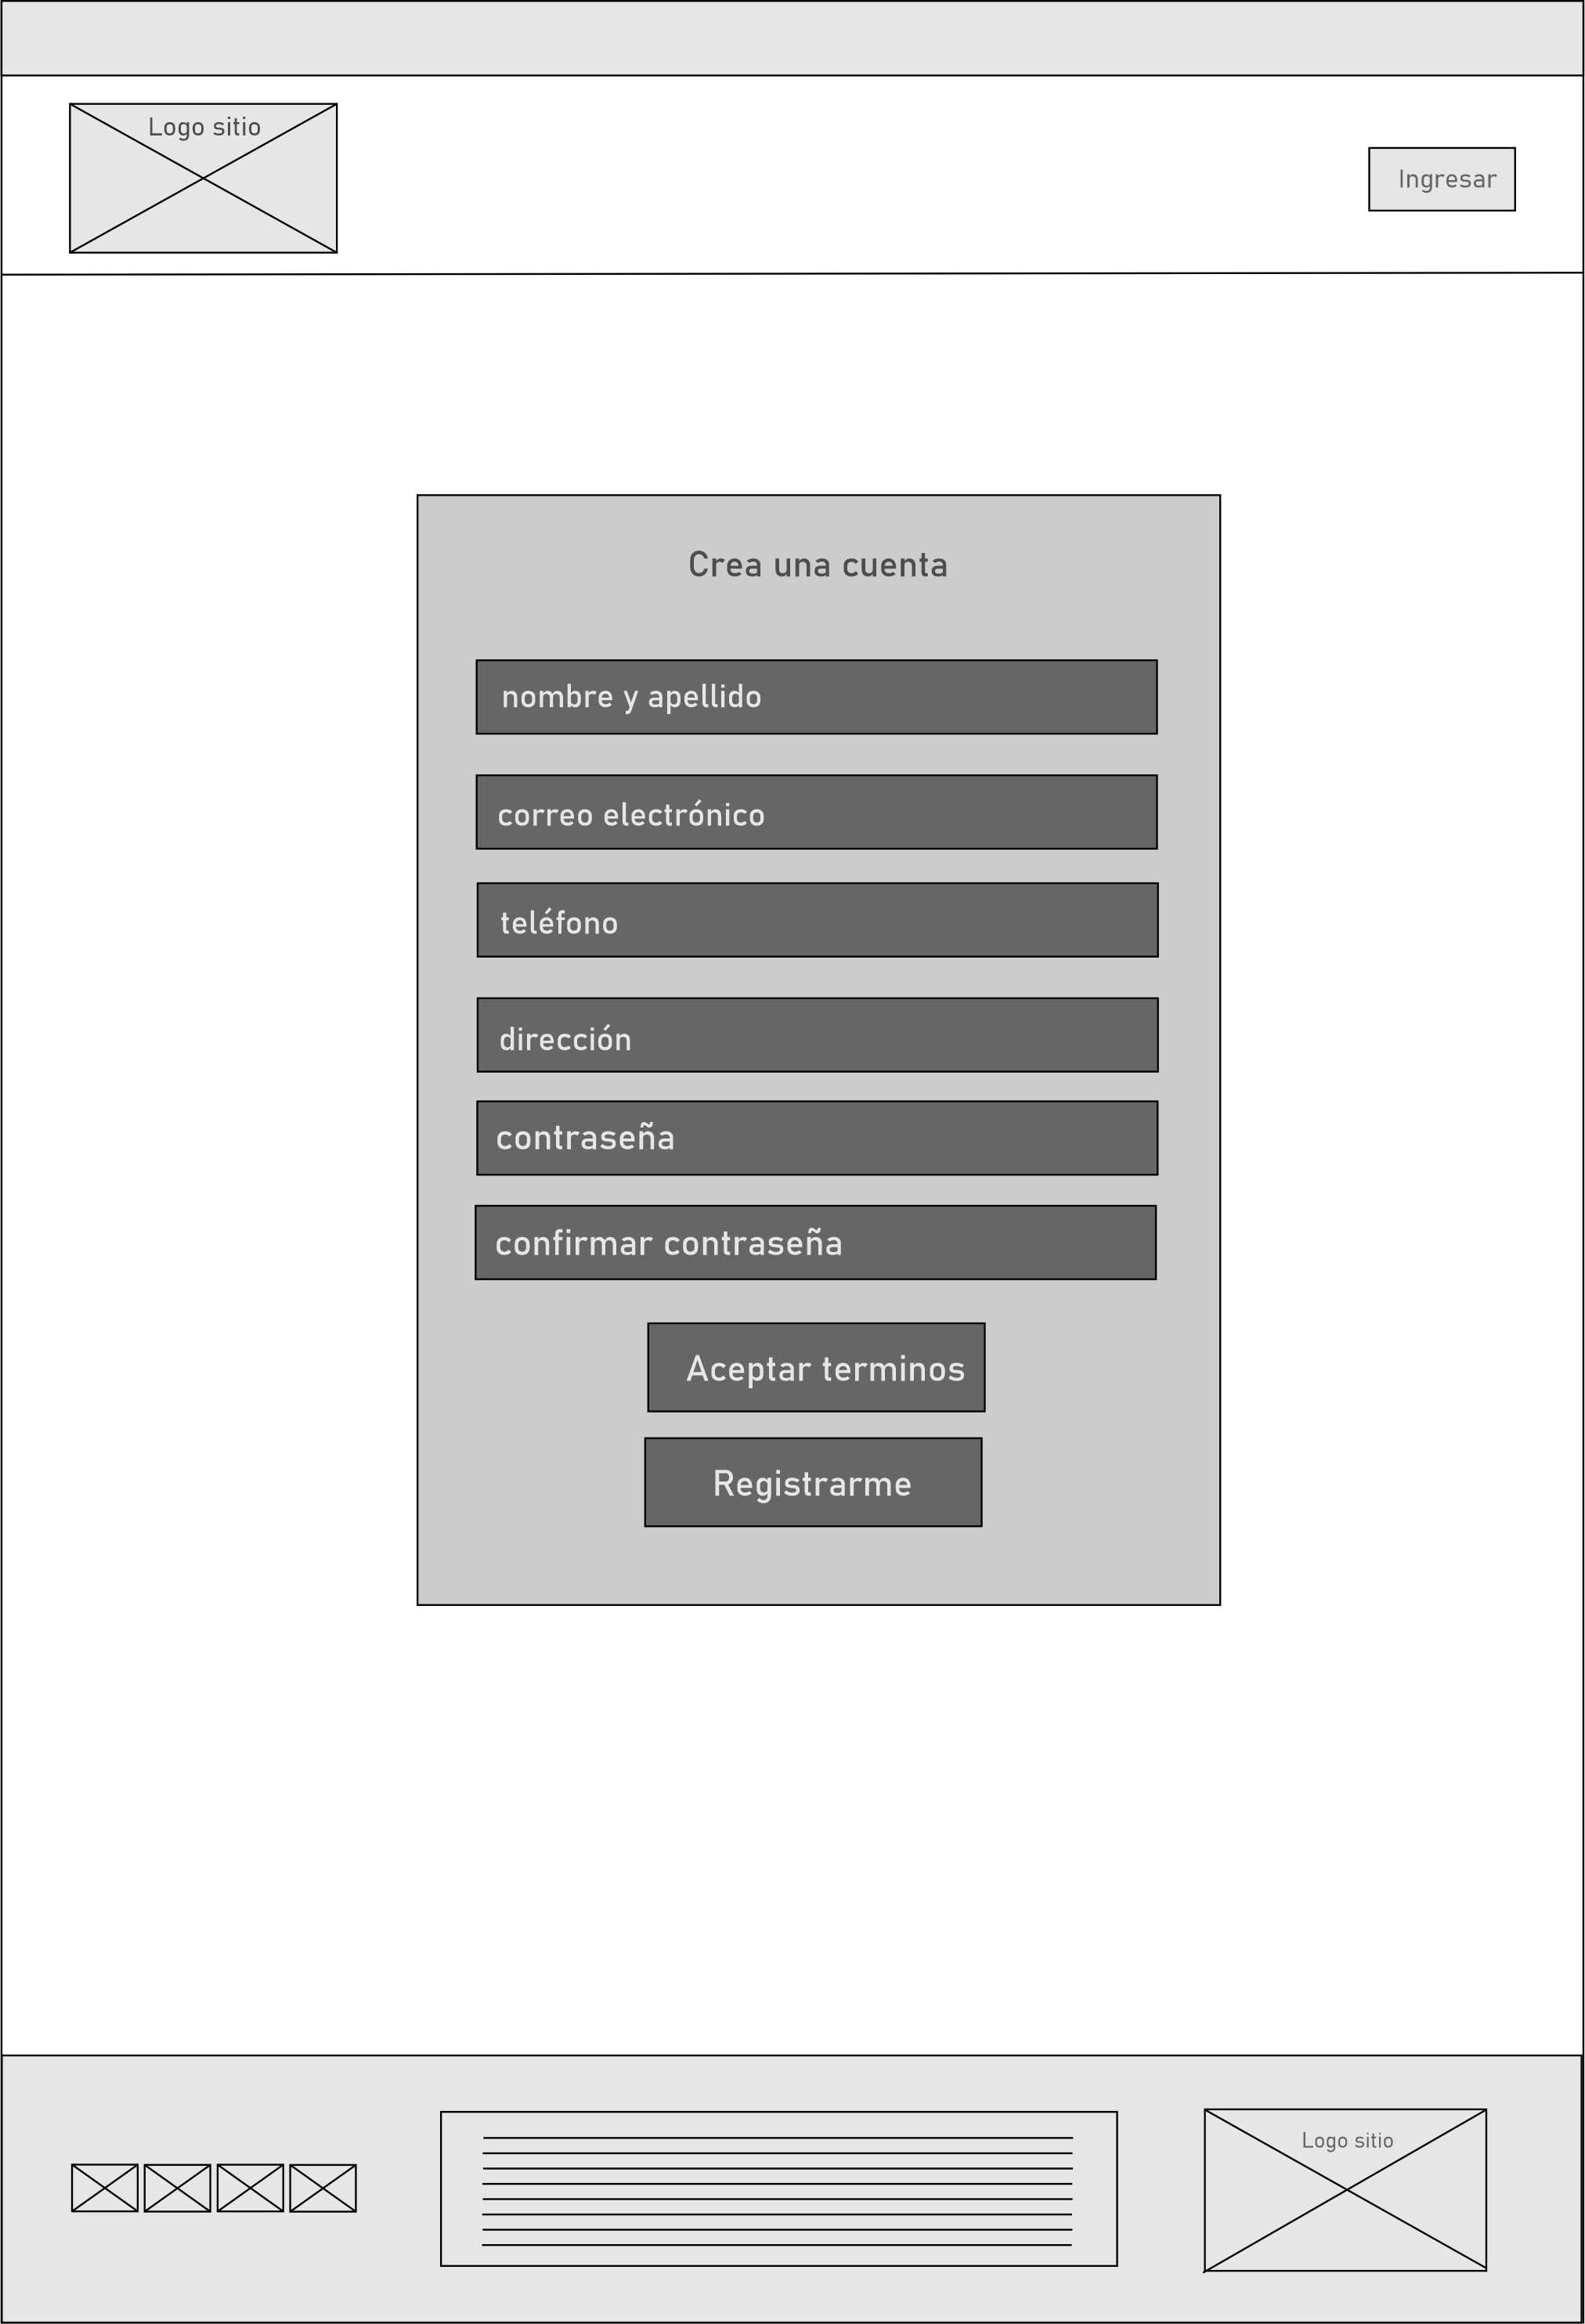 Logo sitio
Ingresar
Crea una cuenta
nombre y apellido
correo electrónico
teléfono
dirección
contraseña
confirmar contraseña
Aceptar terminos
Registrarme
Logo sitio